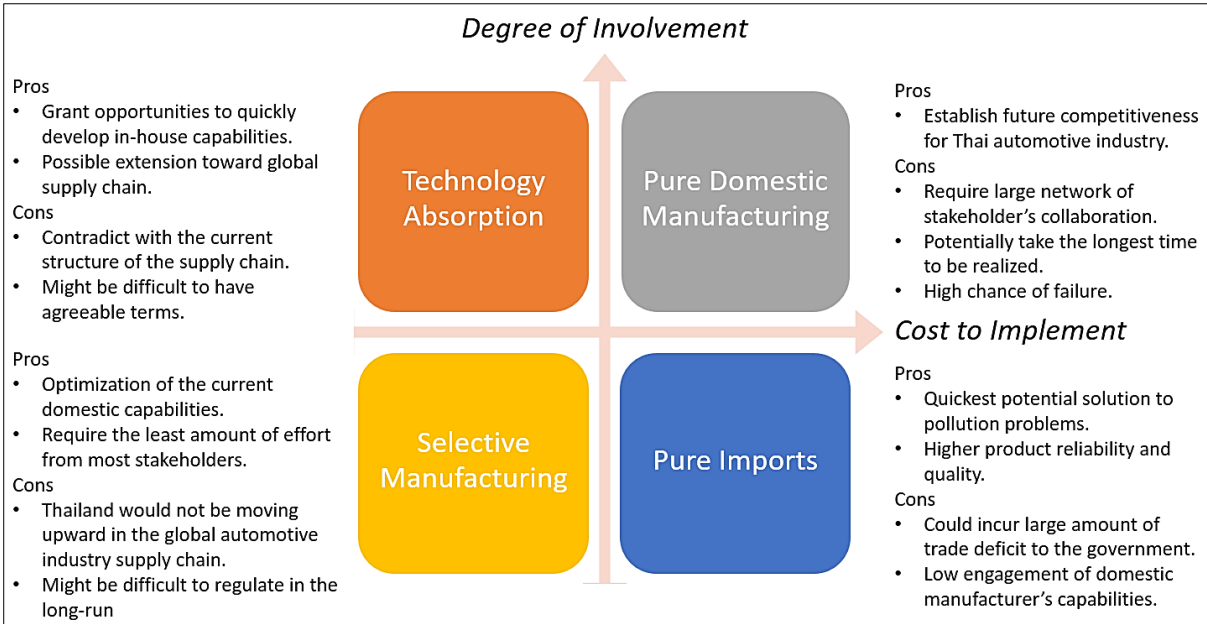 Degree of Involvement
Pros
• Grant opportunities to quickly
develop in-house capabilities.
• Possible extension toward global
supply chain.
Cons
• Contradict with the current
structure of the supply chain.
• Might be difficult to have
agreeable terms.
Technology
Absorption
Pure Domestic
Manufacturing
Pros
• Establish future competitiveness
for Thai automotive industry.
Cons
• Require large network of
stakeholder's collaboration.
• Potentially take the longest time
to be realized.
• High chance of failure.
Cost to Implement
Pros
• Optimization of the current
domestic capabilities.
• Require the least amount of effort
from most stakeholders.
Cons
• Thailand would not be moving
upward in the global automotive
industry supply chain.
• Might be difficult to regulate in the
long-run
Selective
Manufacturing
Pure Imports
Pros
• Quickest potential solution to
pollution problems.
• Higher product reliability and
quality.
Cons
• Could incur large amount of
trade deficit to the government.
• Low engagement of domestic
manufacturer's capabilities.